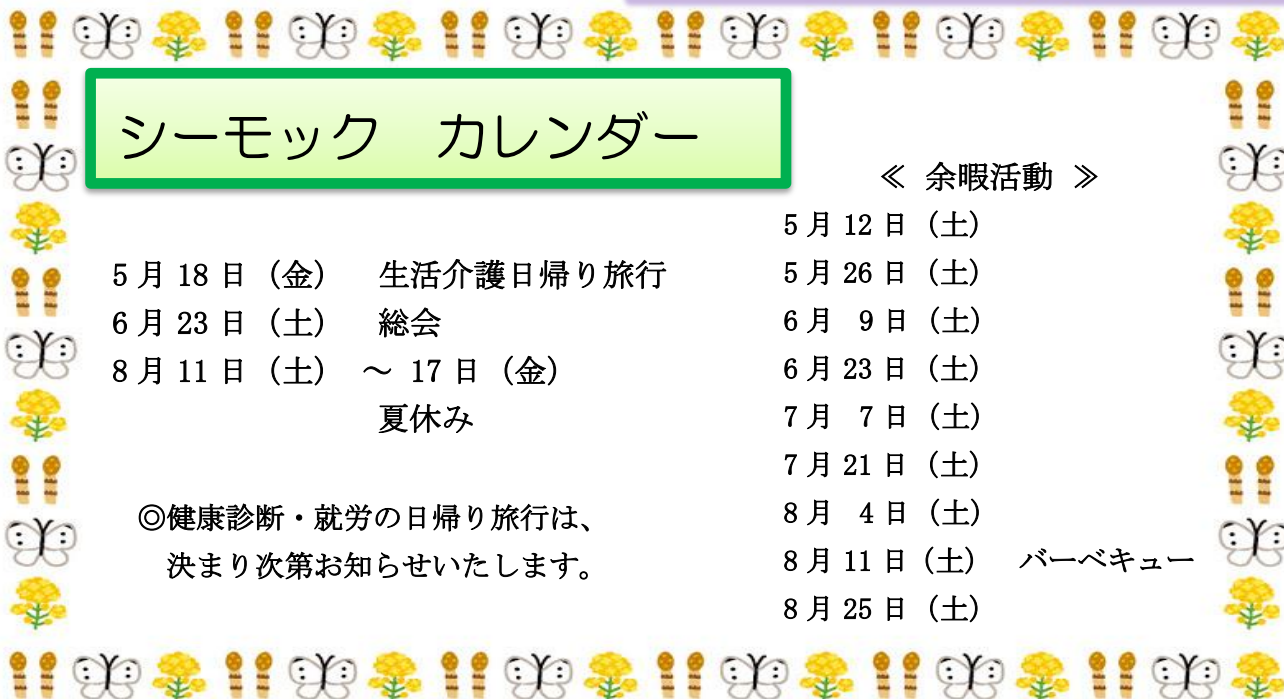 シーモック　カレンダー
5月18日（金）　生活介護日帰り旅行
6月23日（土）　総会
8月11日（土）　～ 17日（金）
夏休み
◎健康診断・就労の日帰り旅行は、
決まり次第お知らせいたします。
≪ 余暇活動 ≫
5月12日（土）
5月26日（土）
6月　9日（土）
6月23日（土）
7月　7日（土）
7月21日（土）
8月　4日（土）
8月11日（土）　バーベキュー
8月25日（土）